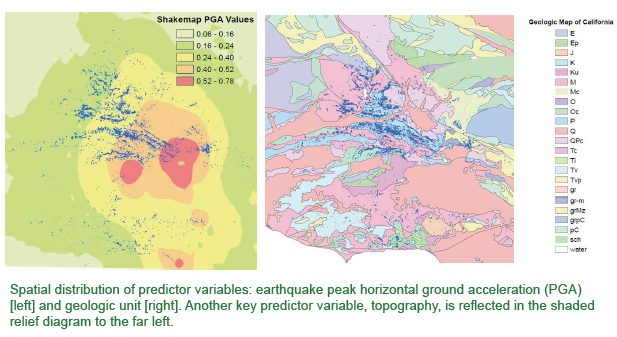 Shakemap PGA Values
0.06 - 0.16
0.16 - 0.24
0.24 - 0.40
0.40 - 0.52
0.52 - 0.78
Geologic Map of California
E
Ep
J
K
Ku
M
Mc
O
Oc
P
Q
QPc
Tc
Ti
Tv
Tvp
gr
gr-m
grMz
grpC
pC
sch
water
Spatial distribution of predictor variables: earthquake peak horizontal ground acceleration (PGA)
[left] and geologic unit [right]. Another key predictor variable, topography, is reflected in the shaded
relief diagram to the far left.